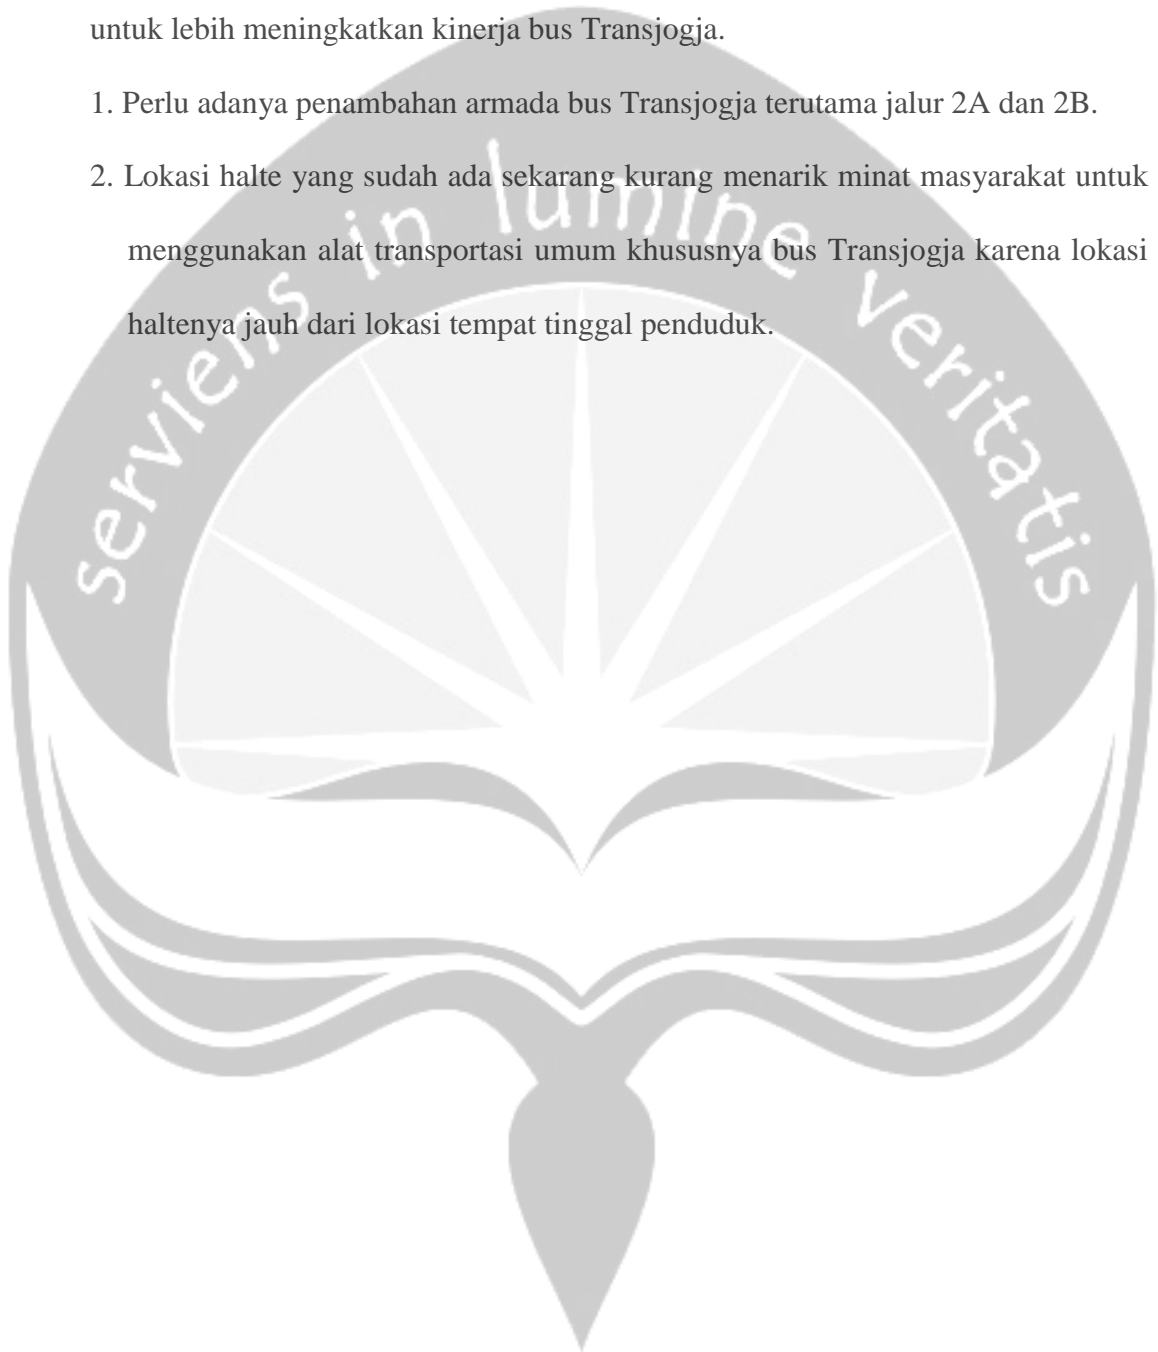 untuk lebih meningkatkan kinerja bus Transjogja.
1. Perlu adanya penambahan armada bus Transjogja terutama jalur 2A dan 2B.
2. Lokasi halte yang sudah ada sekarang kurang menarik minat masyarakat untuk
menggunakan alat transportasi umum khususnya bus Transjogja karena lokasi
haltenya jauh dari lokasi tempat tinggal penduduk.
serviens in lumine veritatis